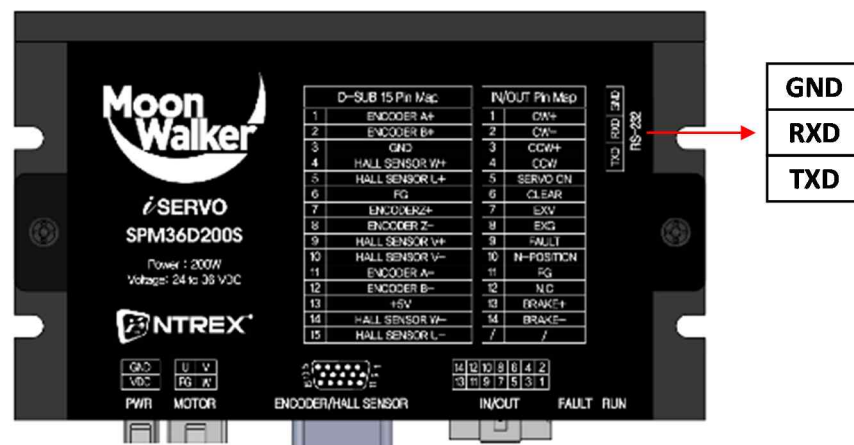 Moon
Walker
iSERVO
SPM36D200S
Power : 200W
Voltage: 24 to 36 VDC
NTREX
D-SUB 15 Pin Map
1 ENCODER A+
2 ENCODER B+
3 GND
4 HALL SENSOR W+
5 HALL SENSOR U+
6 FG
7 ENCODERZ+
8 ENCODER Z-
9 HALL SENSOR V+
10 HALL SENSOR V-
11 ENCODER A-
12 ENCODER B-
13 +5V
14 HALL SENSOR W-
15 HALL SENSOR U-
IN/OUT Pin Map
1 CW+
2 CW-
3 CCW+
4 CCW
5 SERVO ON
6 CLEAR
7 EXV
8 EXG
9 FAULT
10 N-POSITION
11 FG
12 N.C
13 BRAKE+
14 BRAKE-
/ /
TXD RXD GND
RS-232
GND
RXD
TXD
GND
VDC
PWR
U V
FG W
MOTOR
ENCODER/HALL SENSOR
14 12 10 8 6 4 2
13 11 9 7 5 3 1
IN/OUT
FAULT
RUN